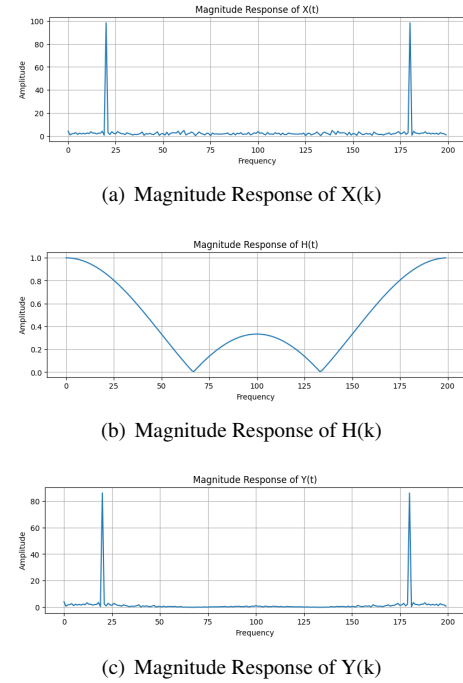 Magnitude Response of X(t)
100
80
60
40
20
0
Amplitude
0 25 50 75 100 125 150 175 200
Frequency
(a) Magnitude Response of X(k)
Magnitude Response of H(t)
1.0
0.8
0.6
0.4
0.2
0.0
Amplitude
0 25 50 75 100 125 150 175 200
Frequency
(b) Magnitude Response of H(k)
Magnitude Response of Y(t)
80
60
40
20
0
Amplitude
0 25 50 75 100 125 150 175 200
Frequency
(c) Magnitude Response of Y(k)